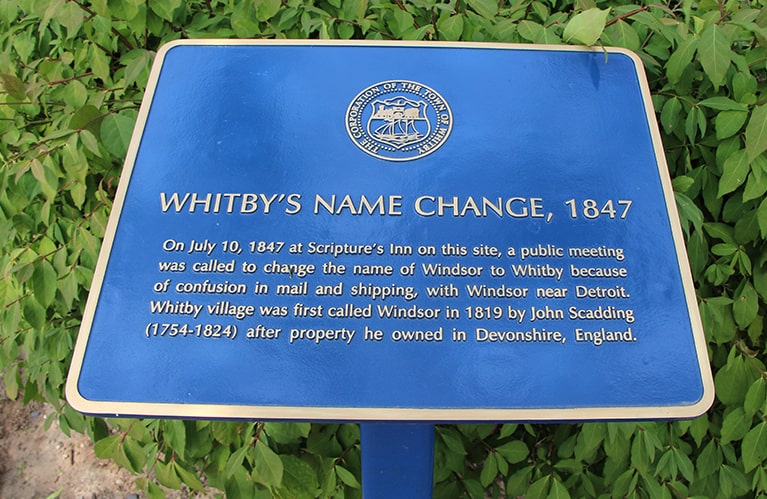 THE CORPORATION OF THE TOWN OF WHITBY
WHITBY'S NAME CHANGE, 1847
On July 10, 1847 at Scripture's Inn on this site, a public meeting
was called to change the name of Windsor to Whitby because
of confusion in mail and shipping, with Windsor near Detroit.
Whitby village was first called Windsor in 1819 by John Scadding
(1754-1824) after property he owned in Devonshire, England.